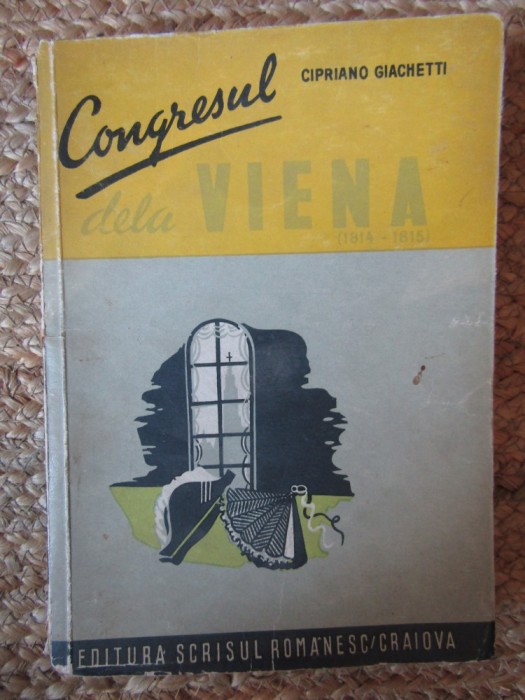 CIPRIANO GIACHETTI
Congresul
dela VIENA
(1814-1815)
EDITURA SCRISUL ROMÂNESC/CRAIOVA